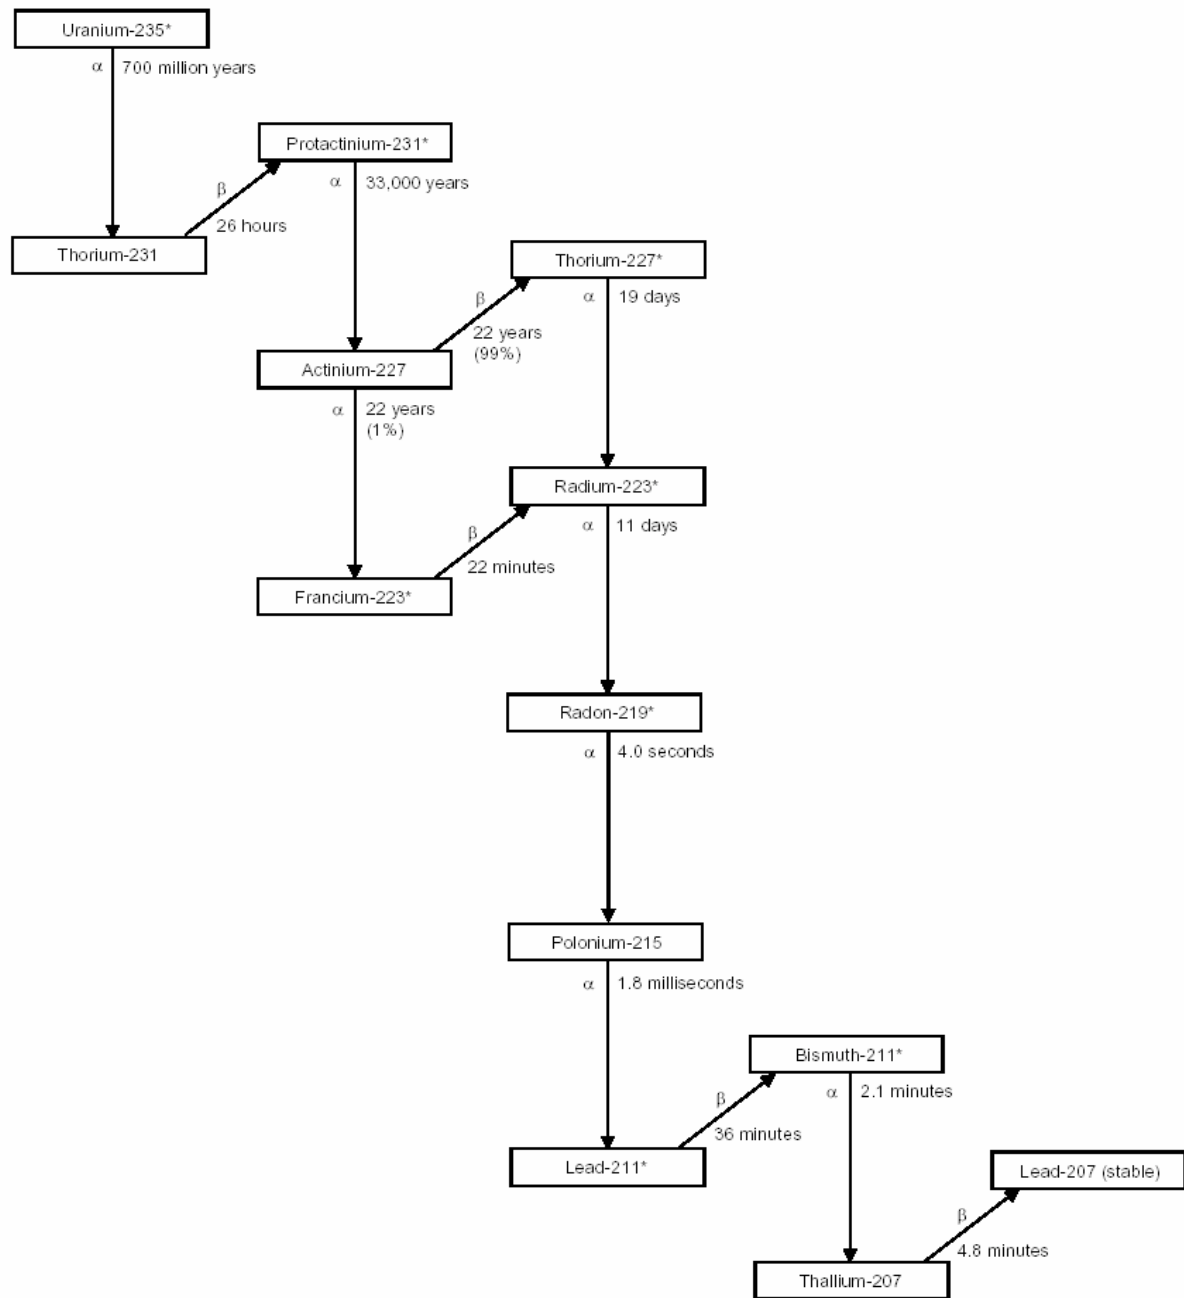 Uranium-235*
α 700 million years
Protactinium-231*
β
α 33,000 years
26 hours
Thorium-231
Thorium-227*
β
α 19 days
22 years
(99%)
Actinium-227
α 22 years
(1%)
Radium-223*
β
α 11 days
22 minutes
Francium-223*
Radon-219*
α 4.0 seconds
Polonium-215
α 1.8 milliseconds
Bismuth-211*
β
α 2.1 minutes
36 minutes
Lead-211*
Lead-207 (stable)
β
4.8 minutes
Thallium-207